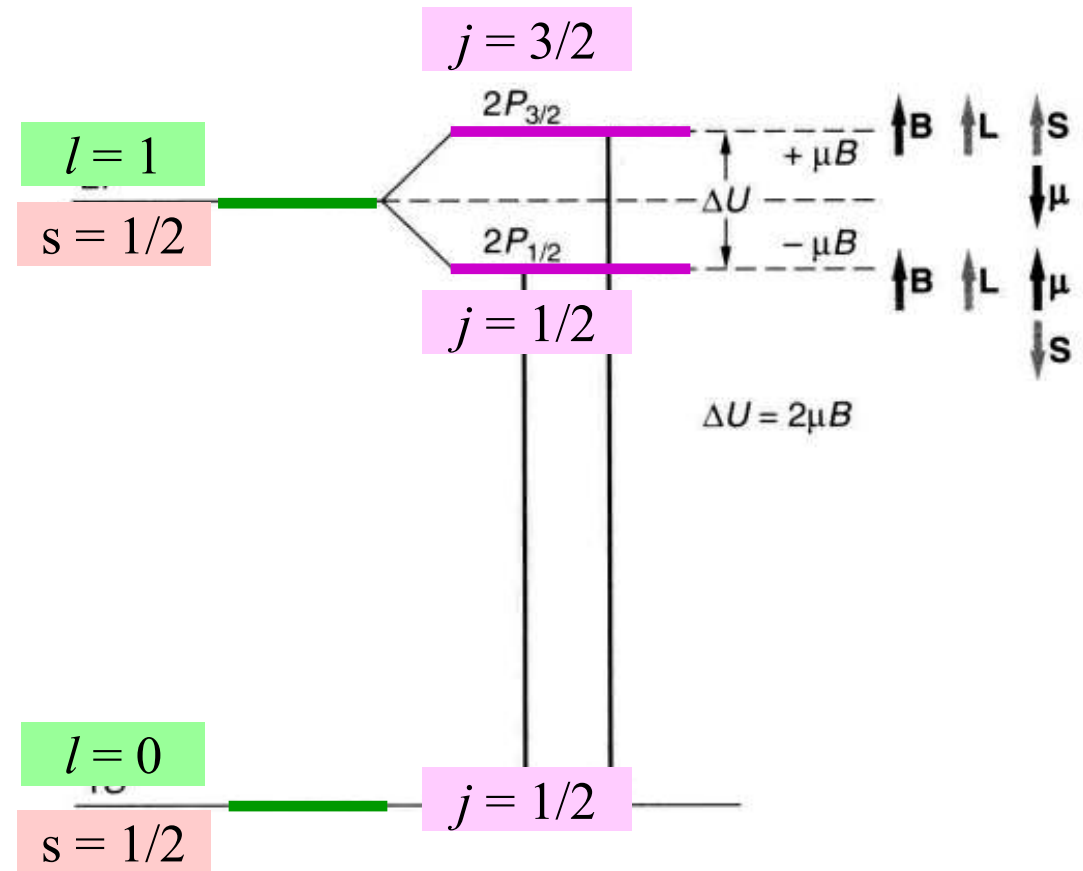 j = 3/2
2P3/2
B L S
l = 1
+ μB
s = 1/2
ΔU
μ
2P1/2
− μB
B L μ
j = 1/2
S
ΔU = 2μB
l = 0
j = 1/2
s = 1/2